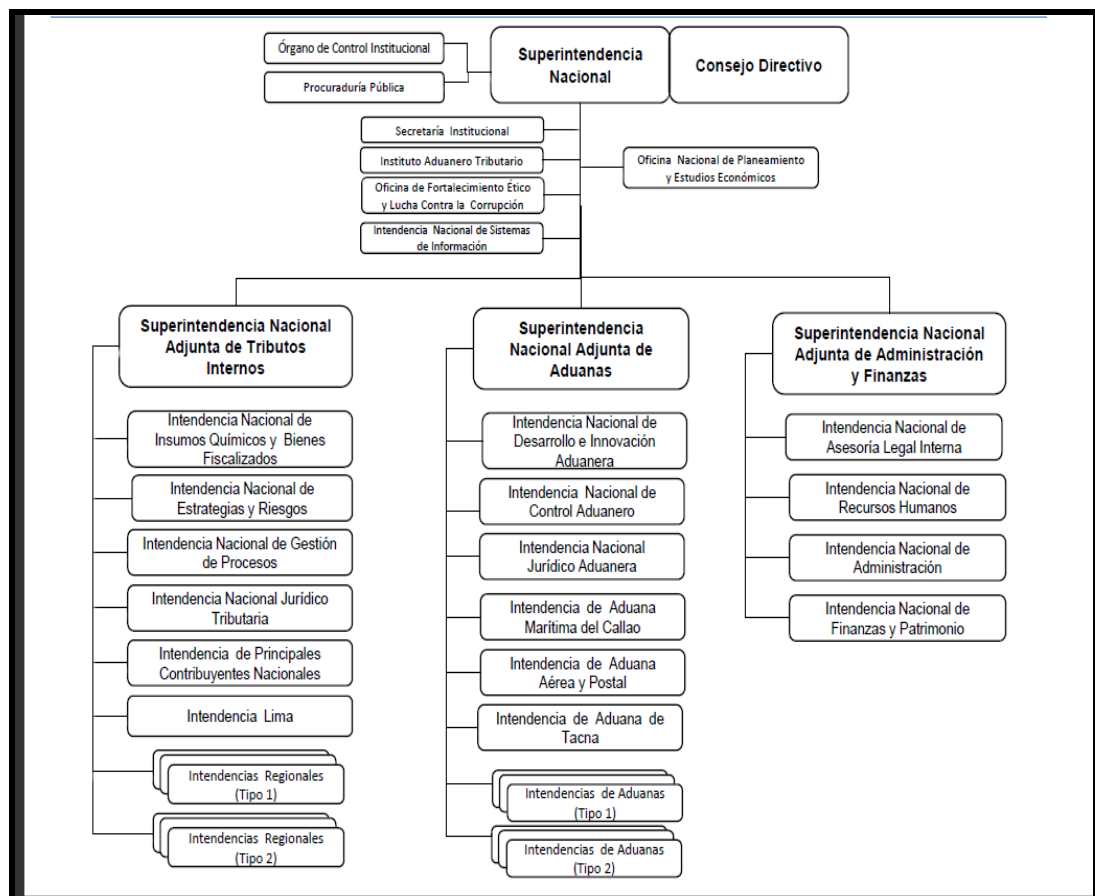 Órgano de Control Institucional
Procuraduría Pública
Superintendencia
Nacional
Consejo Directivo
Secretaría Institucional
Instituto Aduanero Tributario
Oficina de Fortalecimiento Ético
y Lucha Contra la Corrupción
Intendencia Nacional de Sistemas
de Información
Oficina Nacional de Planeamiento
y Estudios Económicos
Superintendencia Nacional
Adjunta de Tributos
Internos
Intendencia Nacional de
Insumos Químicos y Bienes
Fiscalizados
Intendencia Nacional de
Estrategias y Riesgos
Intendencia Nacional de Gestión
de Procesos
Intendencia Nacional Jurídico
Tributaria
Intendencia de Principales
Contribuyentes Nacionales
Intendencia Lima
Intendencias Regionales
(Tipo 1)
Intendencias Regionales
(Tipo 2)
Superintendencia
Nacional Adjunta de
Aduanas
Intendencia Nacional de
Desarrollo e Innovación
Aduanera
Intendencia Nacional de
Control Aduanero
Intendencia Nacional
Jurídico Aduanera
Intendencia de Aduana
Marítima del Callao
Intendencia de Aduana
Aérea y Postal
Intendencia de Aduana de
Tacna
Intendencias de Aduanas
(Tipo 1)
Intendencias de Aduanas
(Tipo 2)
Superintendencia Nacional
Adjunta de Administración
y Finanzas
Intendencia Nacional de
Asesoría Legal Interna
Intendencia Nacional de
Recursos Humanos
Intendencia Nacional de
Administración
Intendencia Nacional de
Finanzas y Patrimonio